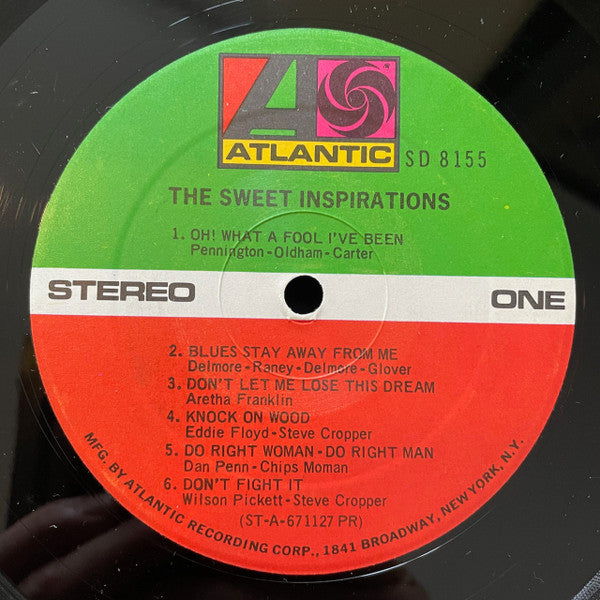 ATLANTIC
SD 8155
THE SWEET INSPIRATIONS
1. OH! WHAT A FOOL I'VE BEEN
Pennington-Oldham-Carter
STEREO
ONE
2. BLUES STAY AWAY FROM ME
Delmore-Raney-Delmore-Glover
3. DON'T LET ME LOSE THIS DREAM
Aretha Franklin
4. KNOCK ON WOOD
Eddie Floyd-Steve Cropper
5. DO RIGHT WOMAN-DO RIGHT MAN
Dan Penn-Chips Moman
6. DON'T FIGHT IT
Wilson Pickett-Steve Cropper
(ST-A-671127 PR)
MFG. BY ATLANTIC RECORDING CORP., 1841 BROADWAY, NEW YORK, N.Y.